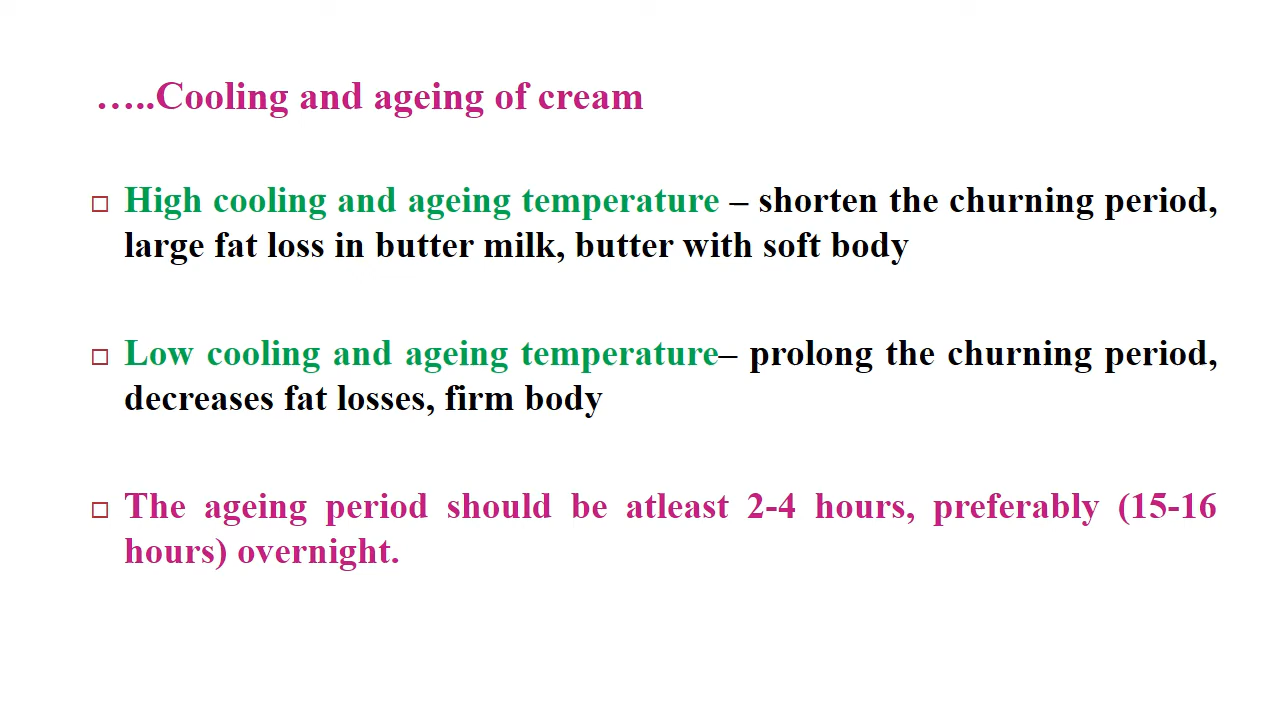 …..Cooling and ageing of cream
High cooling and ageing temperature – shorten the churning period,
large fat loss in butter milk, butter with soft body
Low cooling and ageing temperature– prolong the churning period,
decreases fat losses, firm body
The ageing period should be atleast 2-4 hours, preferably (15-16
hours) overnight.